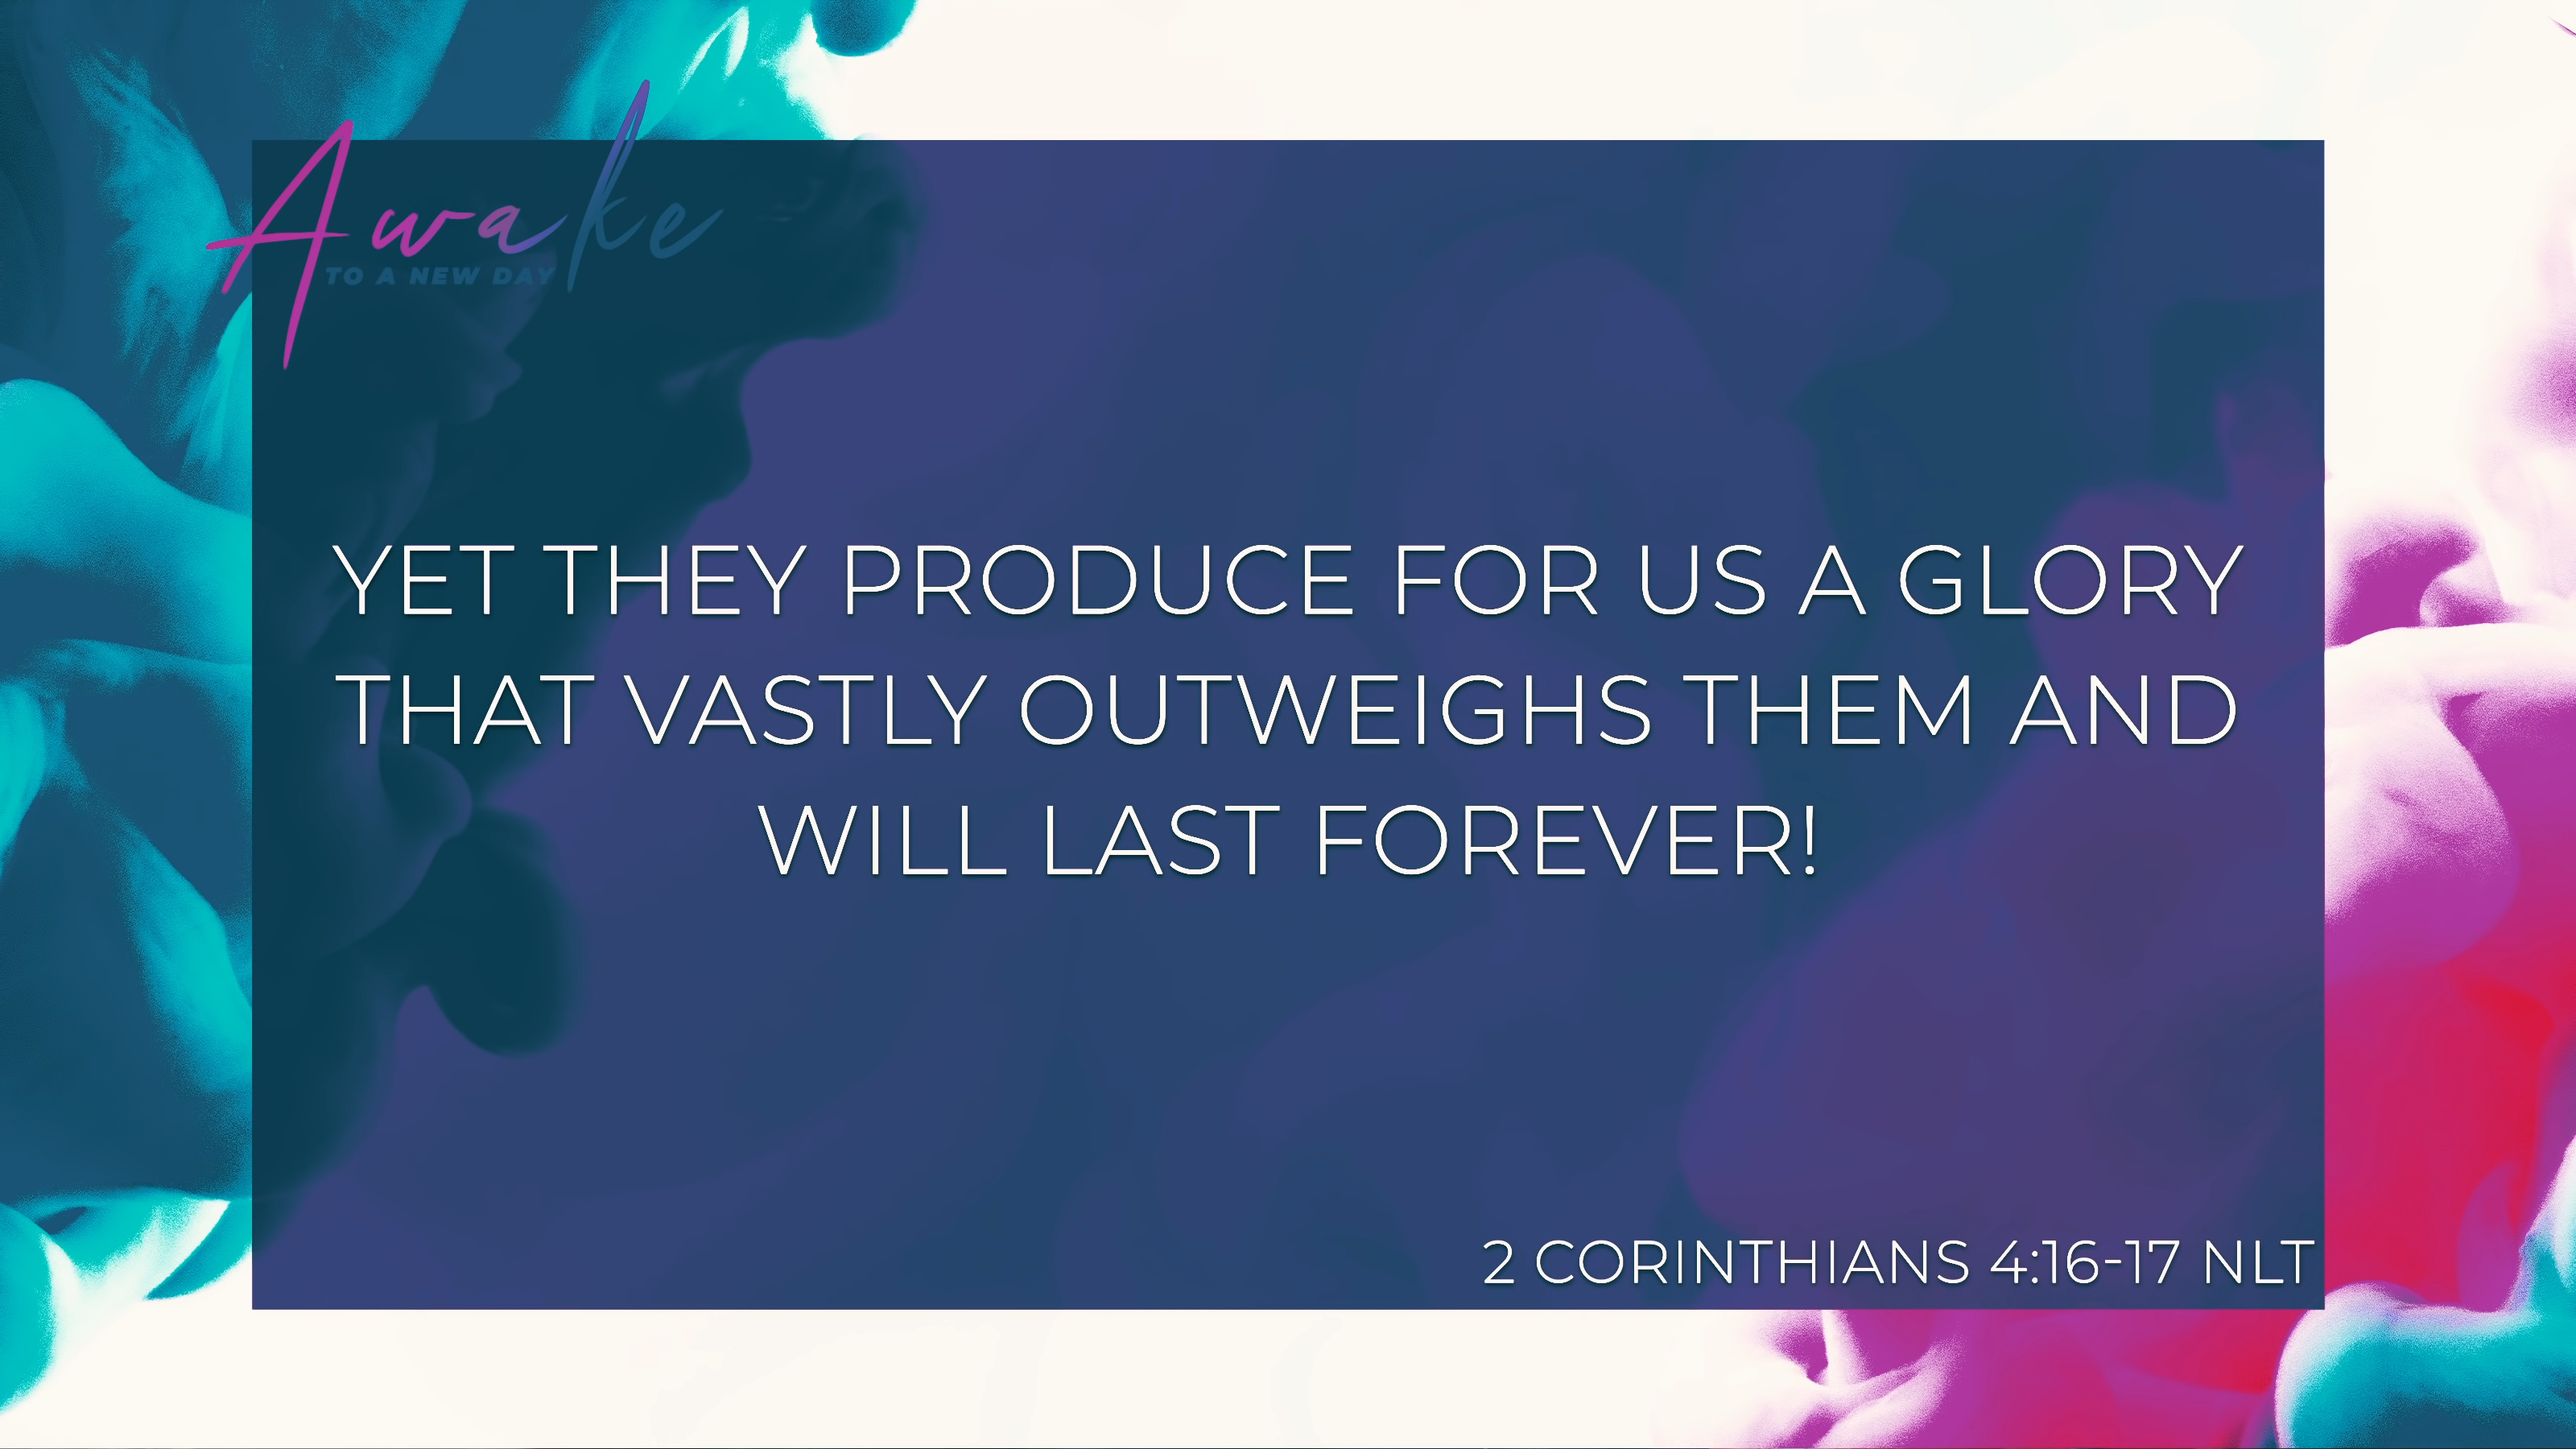 Awake
TO A NEW DAY
YET THEY PRODUCE FOR US A GLORY
THAT VASTLY OUTWEIGHS THEM AND
WILL LAST FOREVER!
2 CORINTHIANS 4:16-17 NLT